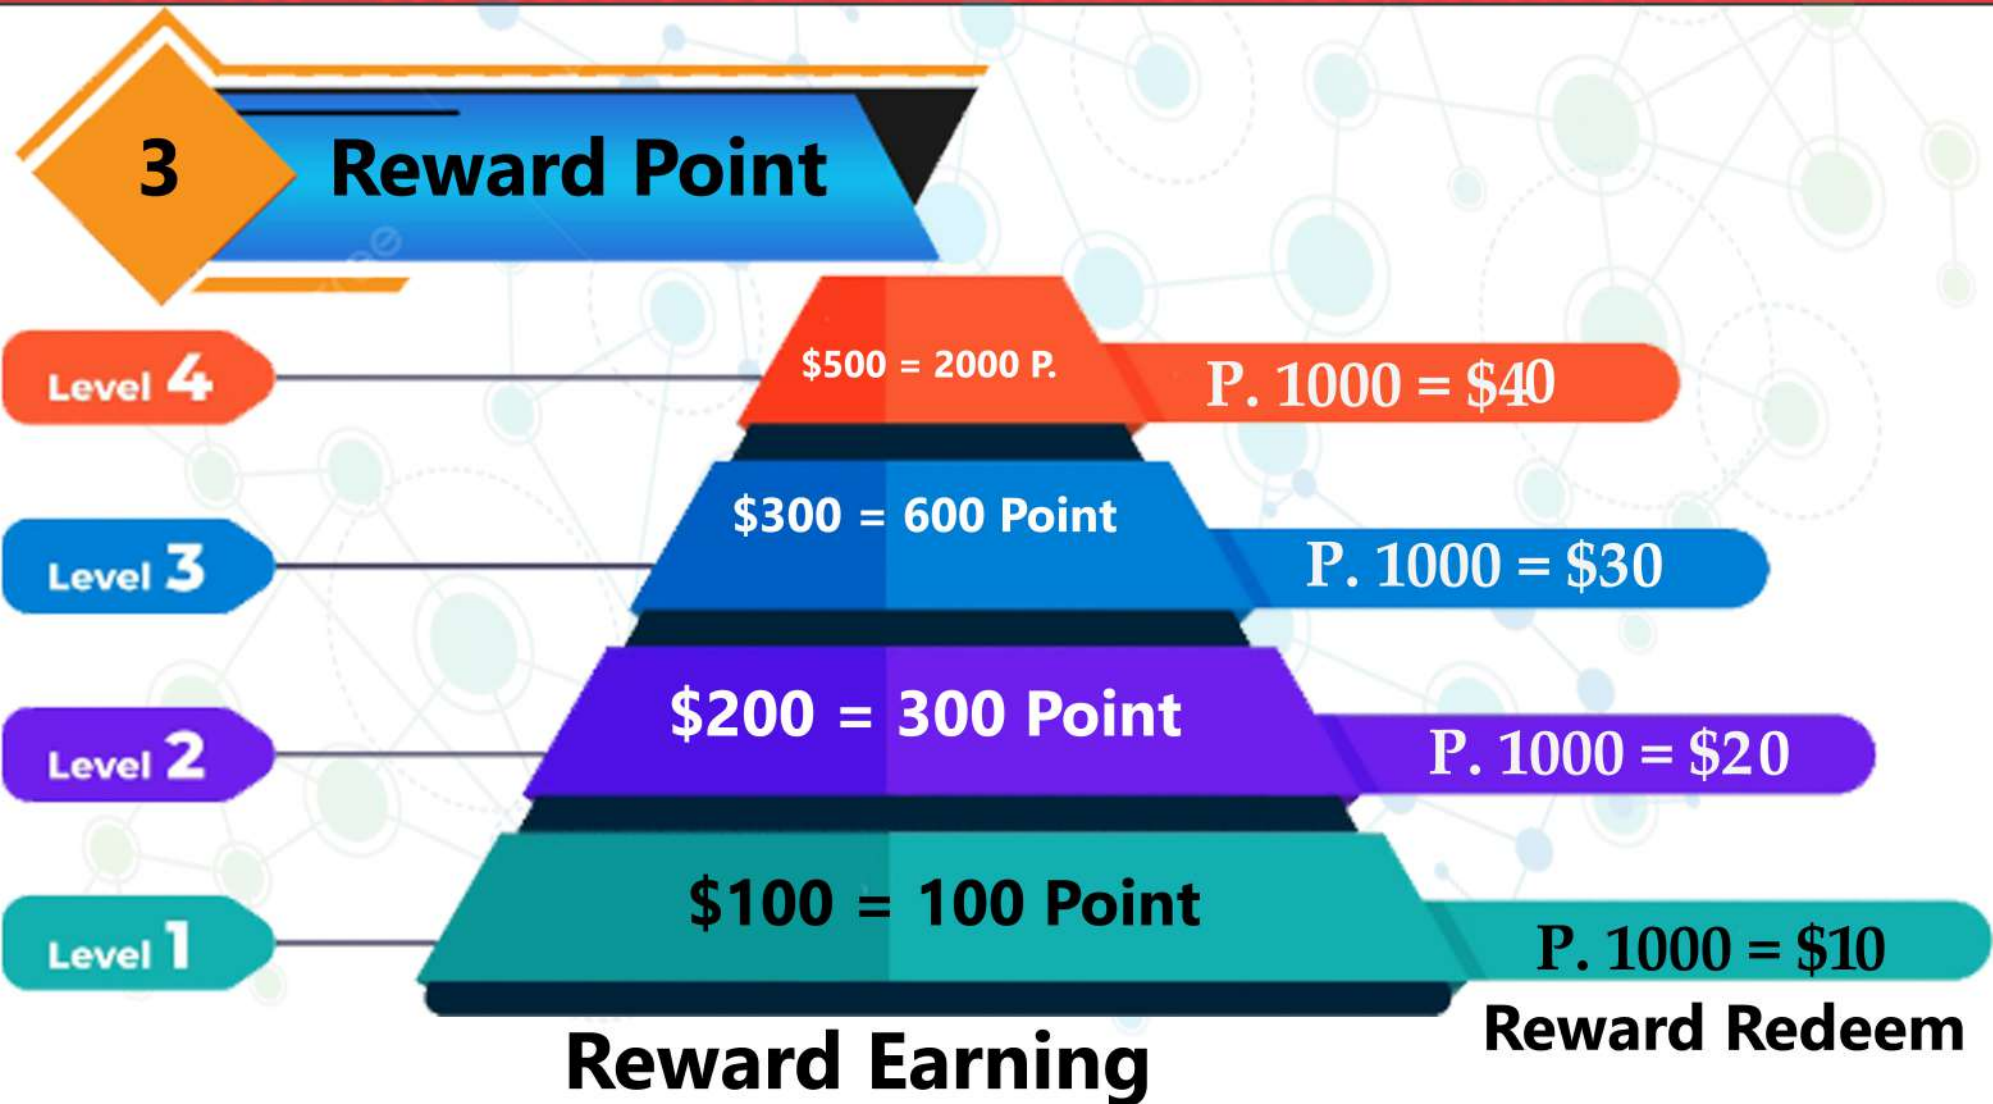 3 Reward Point
Level 4 $500 = 2000 P. P. 1000 = $40
Level 3 $300 = 600 Point P. 1000 = $30
Level 2 $200 = 300 Point P. 1000 = $20
Level 1 $100 = 100 Point P. 1000 = $10
Reward Earning Reward Redeem